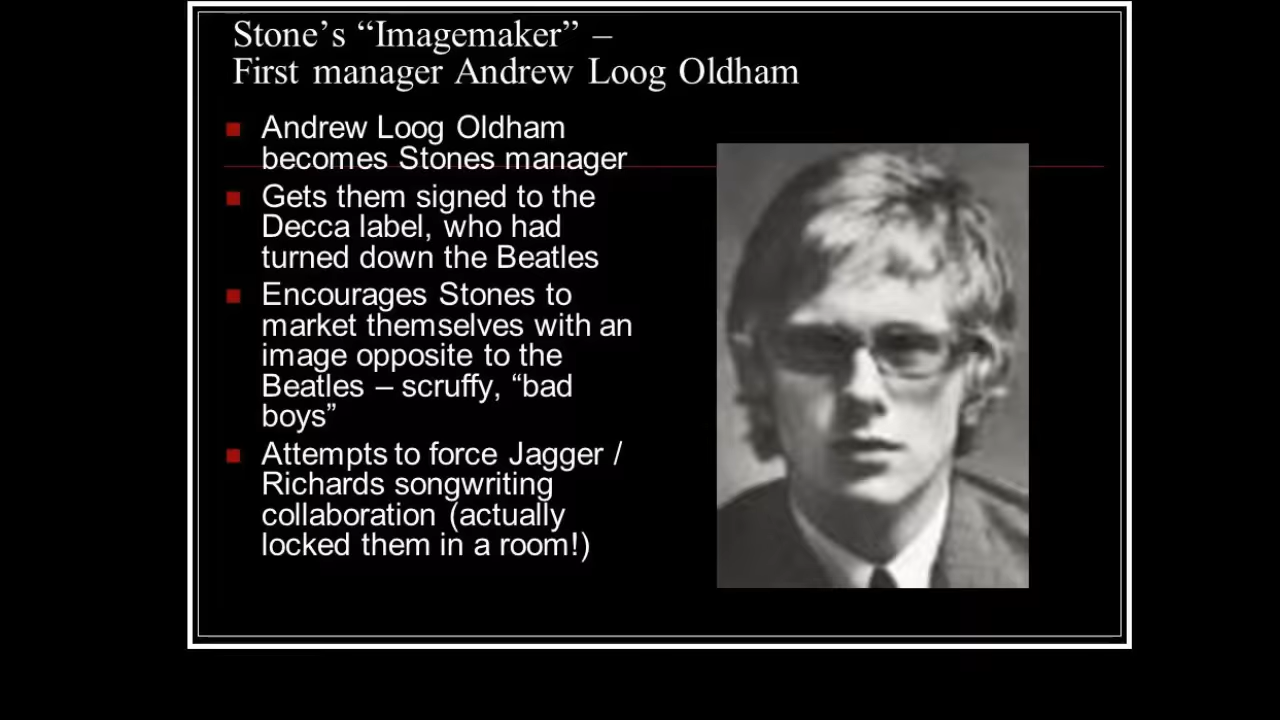 Stone’s “Imagemaker” –
First manager Andrew Loog Oldham
Andrew Loog Oldham
becomes Stones manager
Gets them signed to the
Decca label, who had
turned down the Beatles
Encourages Stones to
market themselves with an
image opposite to the
Beatles – scruffy, “bad
boys”
Attempts to force Jagger /
Richards songwriting
collaboration (actually
locked them in a room!)